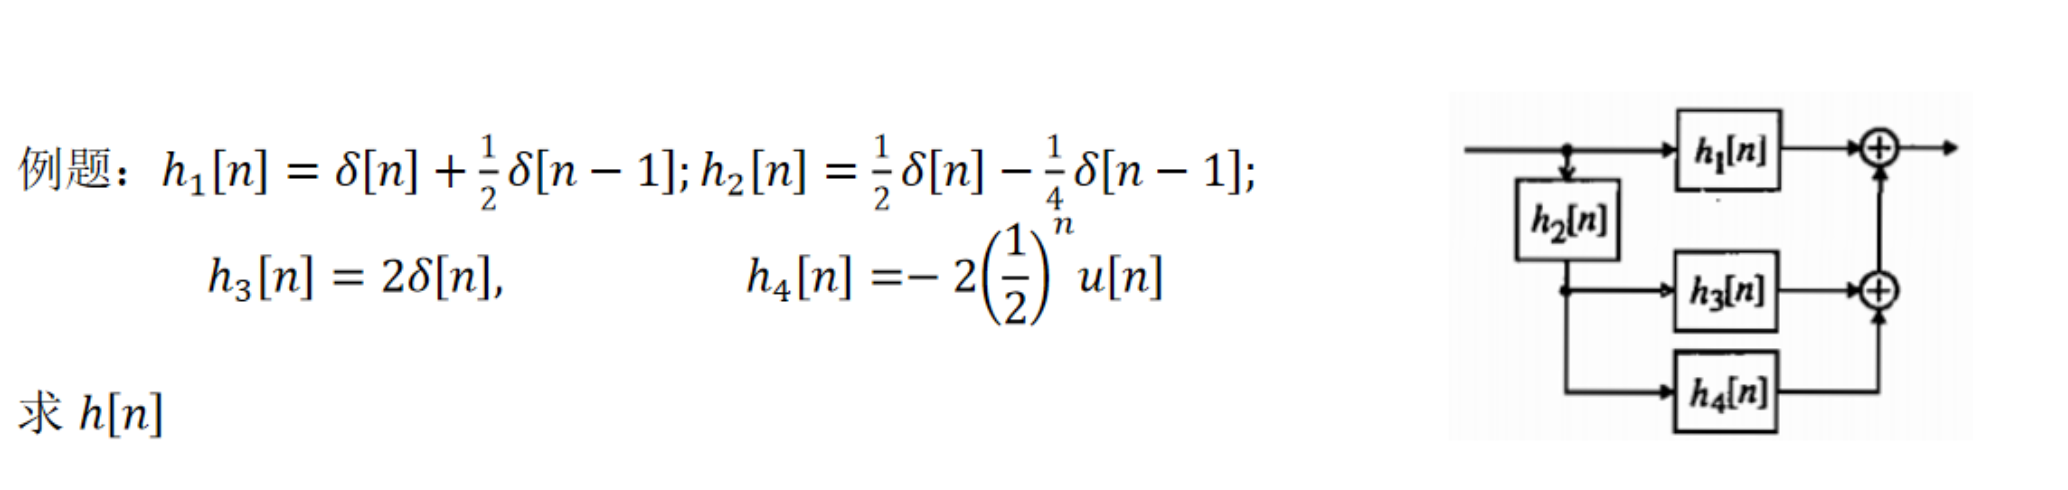 例题：h₁[n] = δ[n] + ½δ[n − 1]; h₂[n] = ½δ[n] − ¼δ[n − 1];
h₃[n] = 2δ[n], h₄[n] =− 2(½)ⁿ u[n]
求 h[n]
h₁[n]
h₂[n]
h₃[n]
h₄[n]